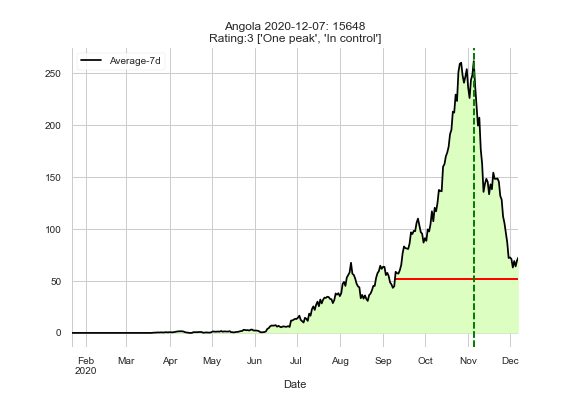 Angola 2020-12-07: 15648
Rating:3 ['One peak', 'In control']
Average-7d
250
200
150
100
50
0
Feb Mar Apr May Jun Jul Aug Sep Oct Nov Dec
2020
Date